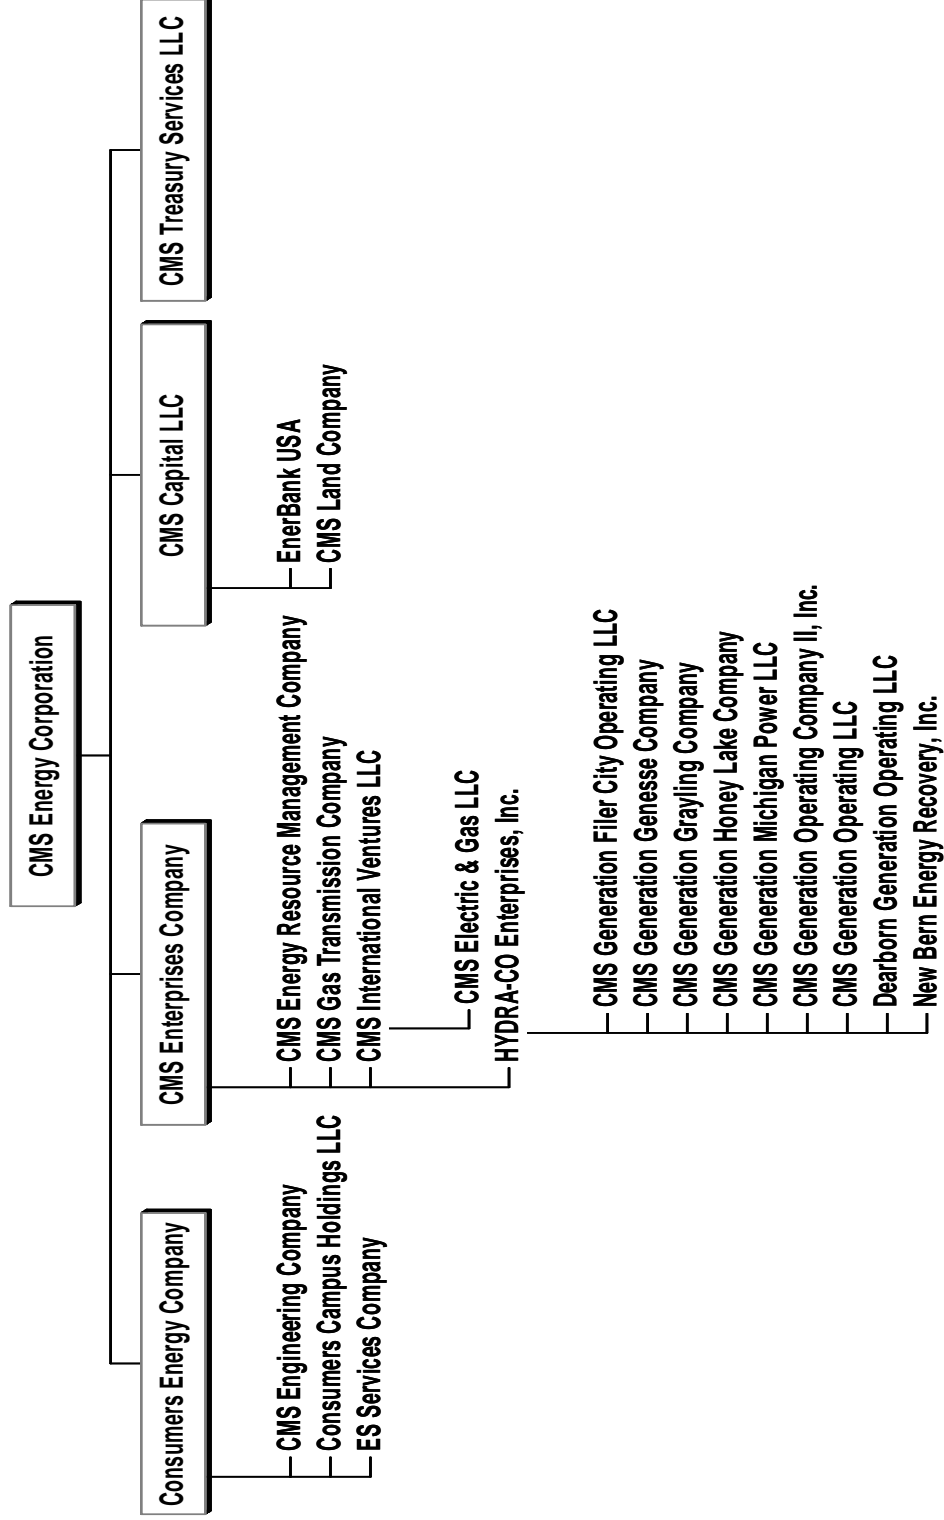 CMS Energy Corporation
Consumers Energy Company
CMS Enterprises Company
CMS Capital LLC
CMS Treasury Services LLC
CMS Engineering Company
Consumers Campus Holdings LLC
ES Services Company
CMS Energy Resource Management Company
CMS Gas Transmission Company
CMS International Ventures LLC
CMS Electric & Gas LLC
HYDRA-CO Enterprises, Inc.
CMS Generation Filer City Operating LLC
CMS Generation Genesse Company
CMS Generation Grayling Company
CMS Generation Honey Lake Company
CMS Generation Michigan Power LLC
CMS Generation Operating Company II, Inc.
CMS Generation Operating LLC
Dearborn Generation Operating LLC
New Bern Energy Recovery, Inc.
EnerBank USA
CMS Land Company